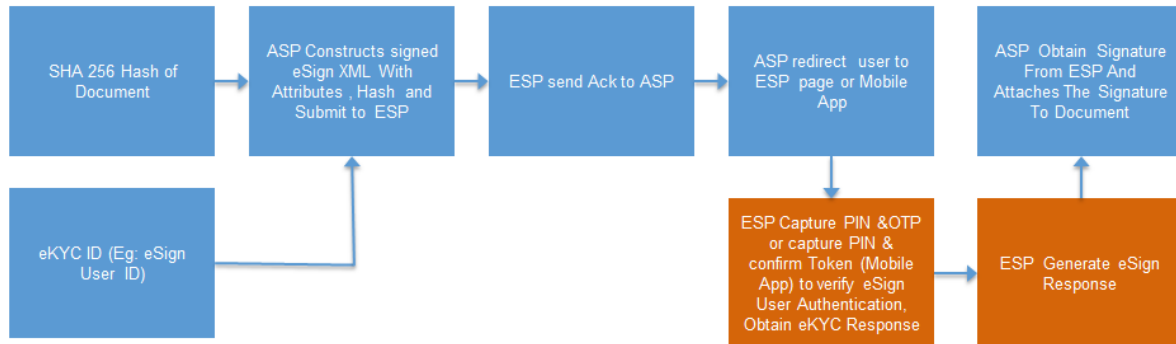 SHA 256 Hash of
Document
ASP Constructs signed
eSign XML With
Attributes , Hash and
Submit to ESP
ESP send Ack to ASP
ASP redirect user to
ESP page or Mobile
App
ASP Obtain Signature
From ESP And
Attaches The Signature
To Document
eKYC ID (Eg: eSign
User ID)
ESP Capture PIN &OTP
or capture PIN &
confirm Token (Mobile
App) to verify eSign
User Authentication,
Obtain eKYC Response
ESP Generate eSign
Response